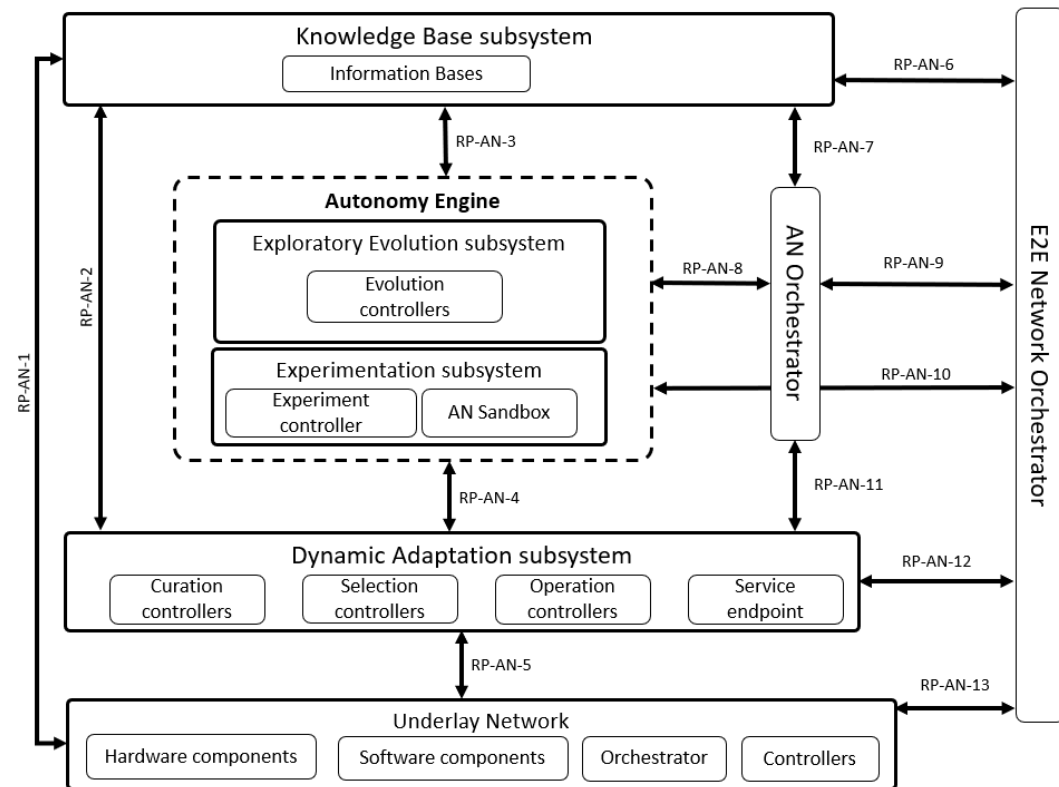 Knowledge Base subsystem
Information Bases
RP-AN-6
RP-AN-3
RP-AN-7
Autonomy Engine
Exploratory Evolution subsystem
Evolution
controllers
RP-AN-8
RP-AN-9
AN Orchestrator
E2E Network Orchestrator
RP-AN-2
RP-AN-1
Experimentation subsystem
Experiment
controller
AN Sandbox
RP-AN-10
RP-AN-4
RP-AN-11
Dynamic Adaptation subsystem
Curation
controllers
Selection
controllers
Operation
controllers
Service
endpoint
RP-AN-12
RP-AN-5
RP-AN-13
Underlay Network
Hardware components
Software components
Orchestrator
Controllers